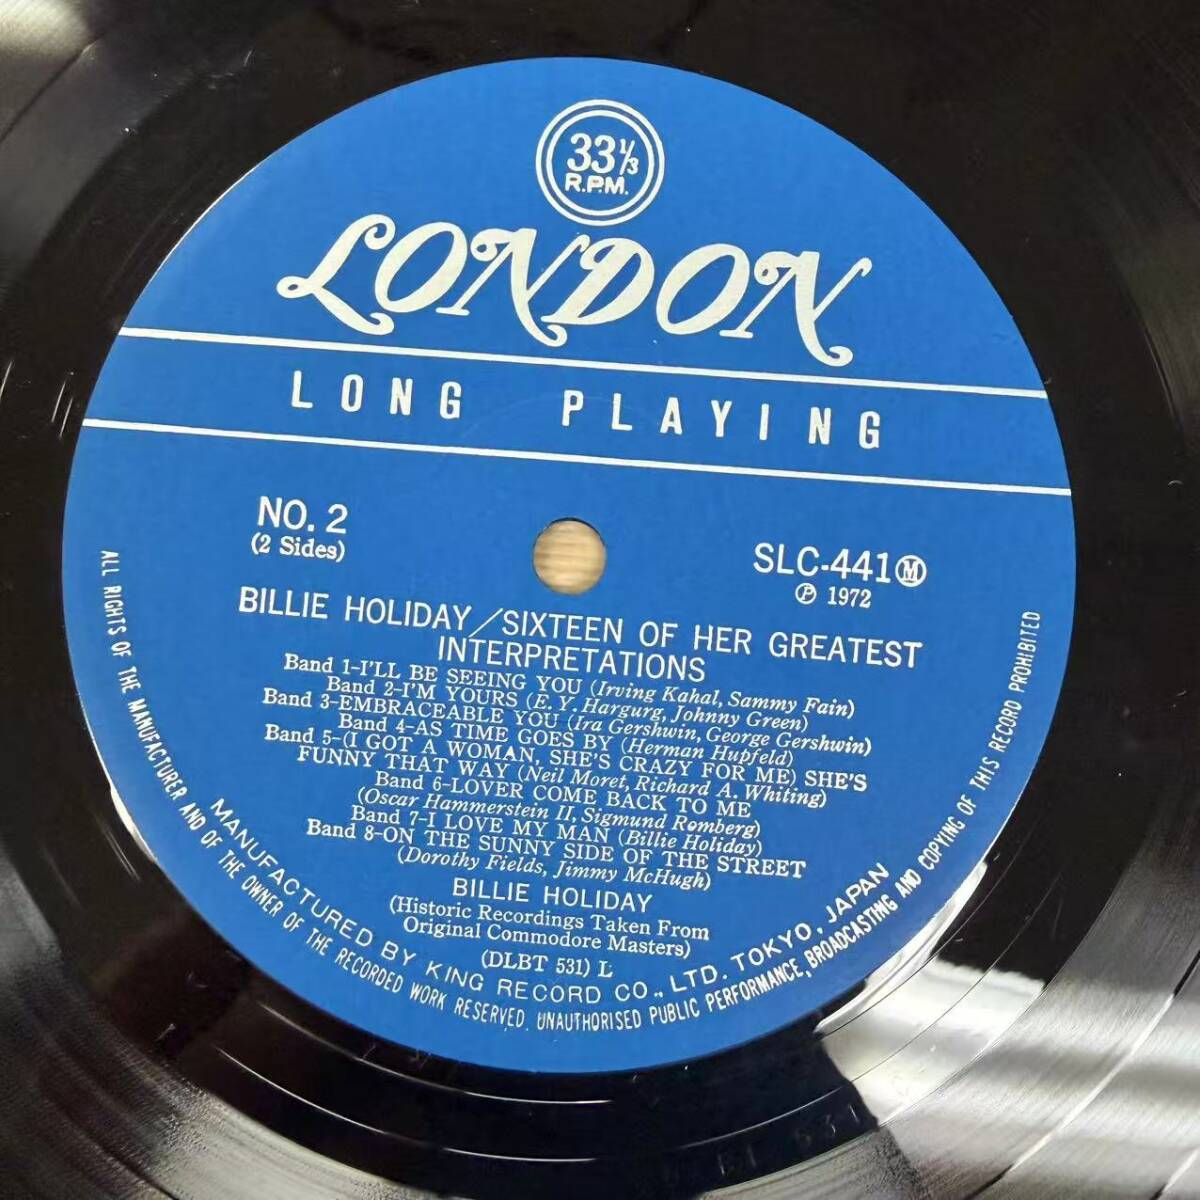 33⅓
R.P.M.
LONDON
LONG PLAYING
NO. 2
(2 Sides)
SLC-441 Ⓜ
Ⓟ 1972
BILLIE HOLIDAY/SIXTEEN OF HER GREATEST
INTERPRETATIONS
Band 1-I'LL BE SEEING YOU (Irving Kahal, Sammy Fain)
Band 2-I'M YOURS (E. Y. Hargurg, Johnny Green)
Band 3-EMBRACEABLE YOU (Ira Gershwin, George Gershwin)
Band 4-AS TIME GOES BY (Herman Hupfeld)
Band 5-(I GOT A WOMAN, SHE'S CRAZY FOR ME) SHE'S
FUNNY THAT WAY (Neil Moret, Richard A. Whiting)
Band 6-LOVER COME BACK TO ME
(Oscar Hammerstein II, Sigmund Romberg)
Band 7-I LOVE MY MAN (Billie Holiday)
Band 8-ON THE SUNNY SIDE OF THE STREET
(Dorothy Fields, Jimmy McHugh)
BILLIE HOLIDAY
(Historic Recordings Taken From
Original Commodore Masters)
(DLBT 531) L
MANUFACTURED BY KING RECORD CO., LTD. TOKYO, JAPAN
ALL RIGHTS OF THE MANUFACTURER AND OF THE OWNER OF THE RECORDED WORK RESERVED. UNAUTHORISED PUBLIC PERFORMANCE, BROADCASTING AND COPYING OF THIS RECORD PROHIBITED